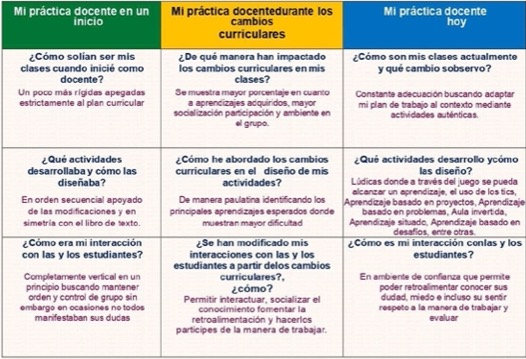 Mi práctica docente en un
inicio
Mi práctica docentedurante los
cambios
curriculares
Mi práctica docente
hoy
¿Cómo solían ser mis
clases cuando inicié como
docente?
Un poco más rígidas apegadas
estrictamente al plan curricular
¿De qué manera han impactado
los cambios curriculares en mis
clases?
Se muestra mayor porcentaje en cuanto
a aprendizajes adquiridos, mayor
socialización participación y ambiente en
el grupo.
¿Cómo son mis clases actualmente
y qué cambio sobservo?
Constante adecuación buscando adaptar
mi plan de trabajo al contexto mediante
actividades auténticas.
¿Qué actividades
desarrollaba y cómo las
diseñaba?
En orden secuencial apoyado
de las modificaciones y en
simetría con el libro de texto.
¿Cómo he abordado los cambios
curriculares en el diseño de mis
actividades?
De manera paulatina identificando los
principales aprendizajes esperados donde
muestran mayor dificultad
¿Qué actividades desarrollo ycómo
las diseño?
Lúdicas donde a través del juego se pueda
alcanzar un aprendizaje, el uso de los tics,
Aprendizaje basado en proyectos, Aprendizaje
basado en problemas, Aula invertida,
Aprendizaje situado, Aprendizaje basado en
desafíos, entre otras.
¿Cómo era mi interacción
con las y los estudiantes?
Completamente vertical en un
principio buscando mantener
orden y control de grupo sin
embargo en ocasiones no todos
manifestaban sus dudas
¿Se han modificado mis
interacciones con las y los
estudiantes a partir delos cambios
curriculares?,
¿cómo?
Permitir interactuar, socializar el
conocimiento fomentar la
retroalimentación y hacerlos
participes de la manera de trabajar.
¿Cómo es mi interacción conlas y los
estudiantes?
En ambiente de confianza que permite
poder retroalimentar conocer sus
dudad, miedo e incluso su sentir
respeto a la manera de trabajar y
evaluar